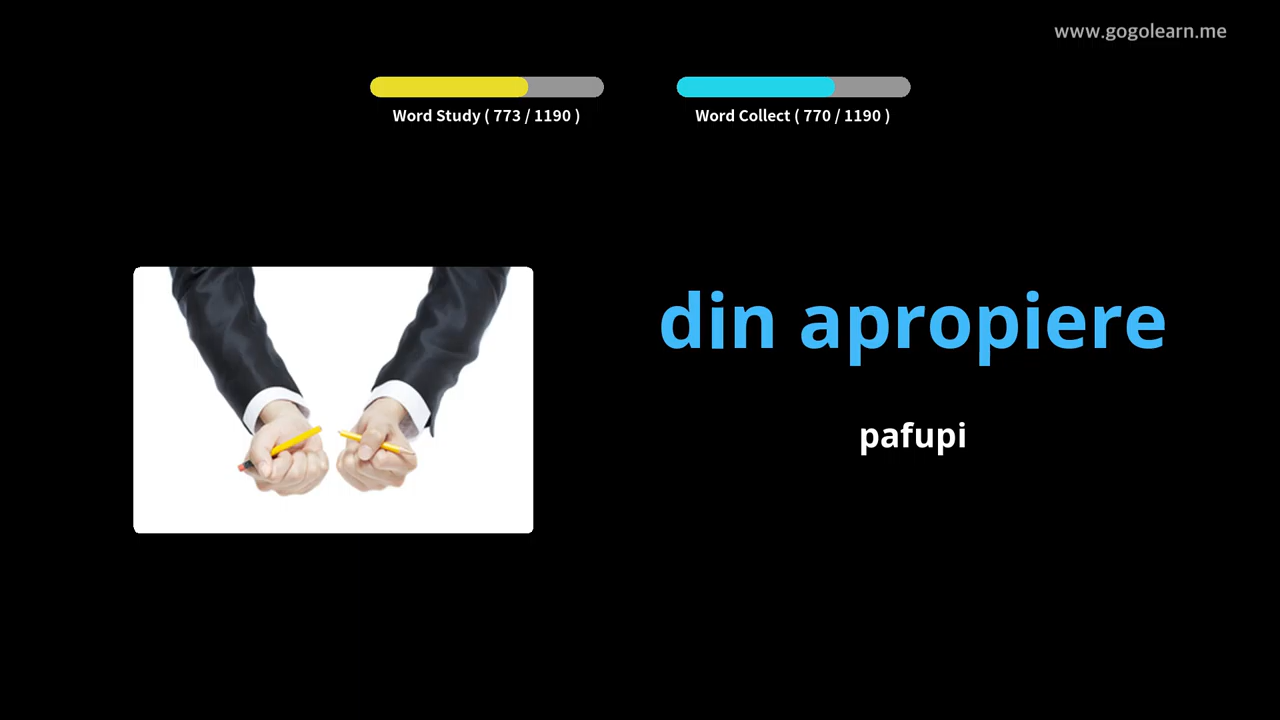 www.gogolearn.me
Word Study ( 773 / 1190 )
Word Collect ( 770 / 1190 )
din apropiere
pafupi